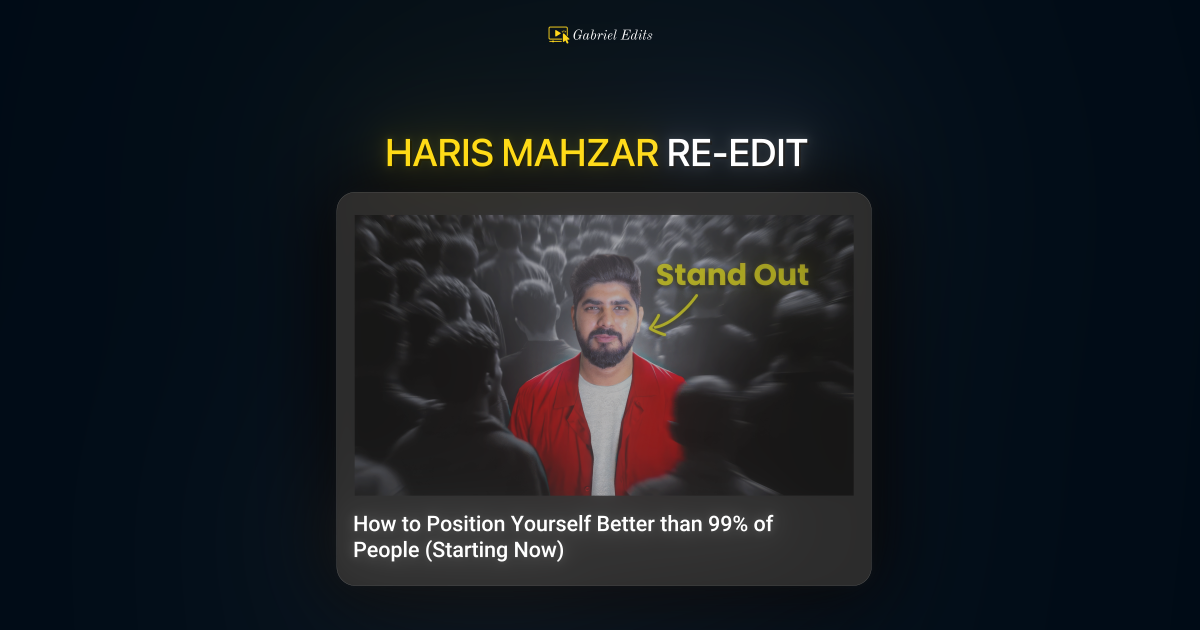 Gabriel Edits
HARIS MAHZAR RE-EDIT
Stand Out
How to Position Yourself Better than 99% of
People (Starting Now)